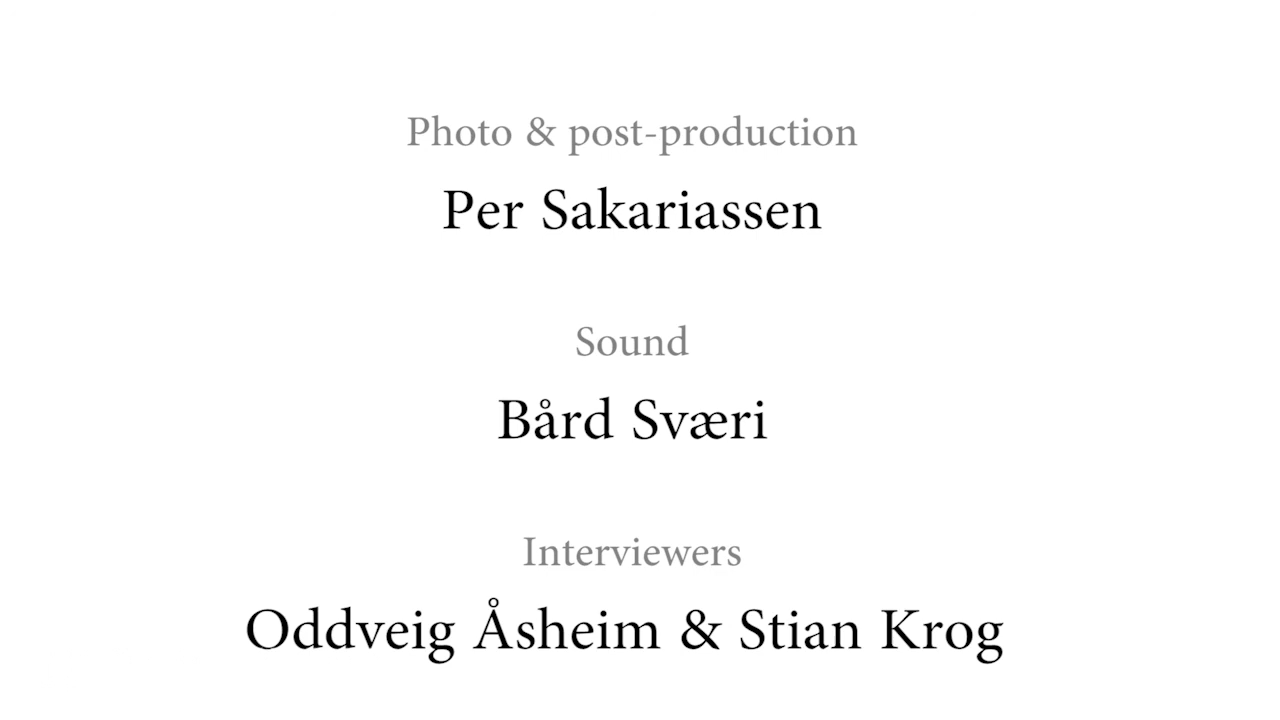 Photo & post-production
Per Sakariassen
Sound
Bård Sværi
Interviewers
Oddveig Åsheim & Stian Krog